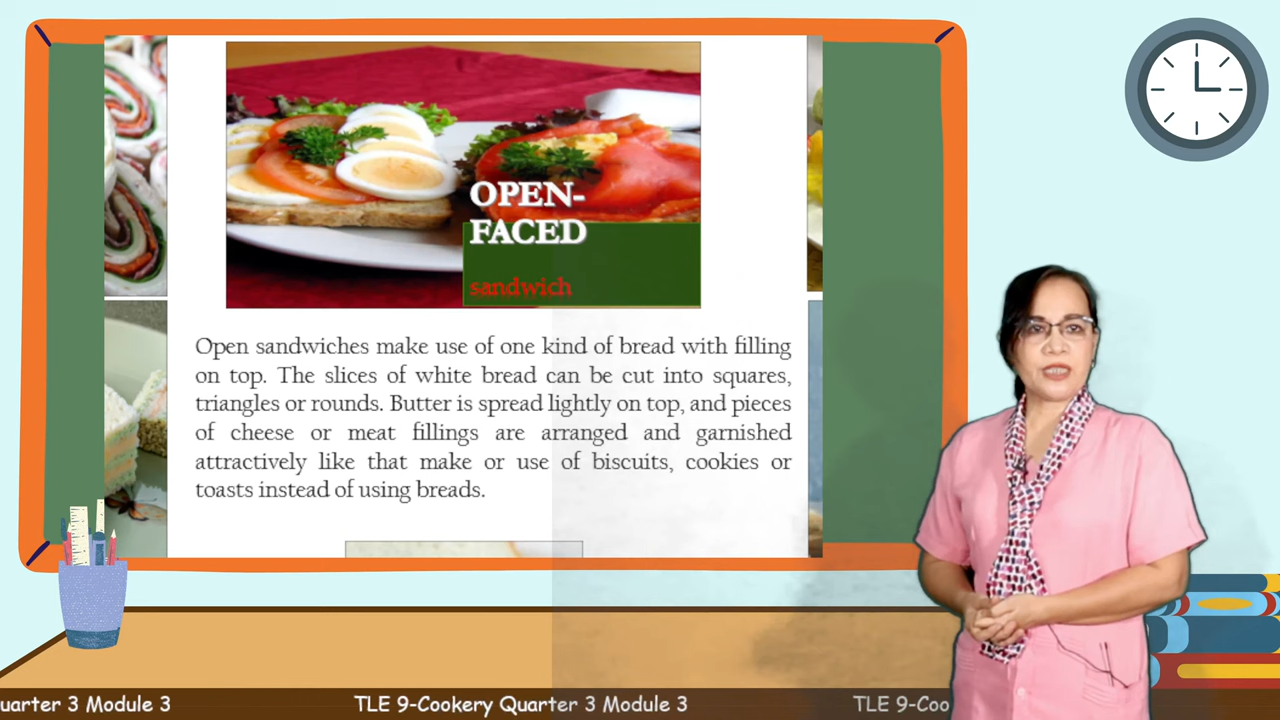 OPEN-
FACED
sandwich
Open sandwiches make use of one kind of bread with filling
on top. The slices of white bread can be cut into squares,
triangles or rounds. Butter is spread lightly on top, and pieces
of cheese or meat fillings are arranged and garnished
attractively like that make or use of biscuits, cookies or
toasts instead of using breads.
uarter 3 Module 3 TLE 9-Cookery Quarter 3 Module 3 TLE 9-Coo